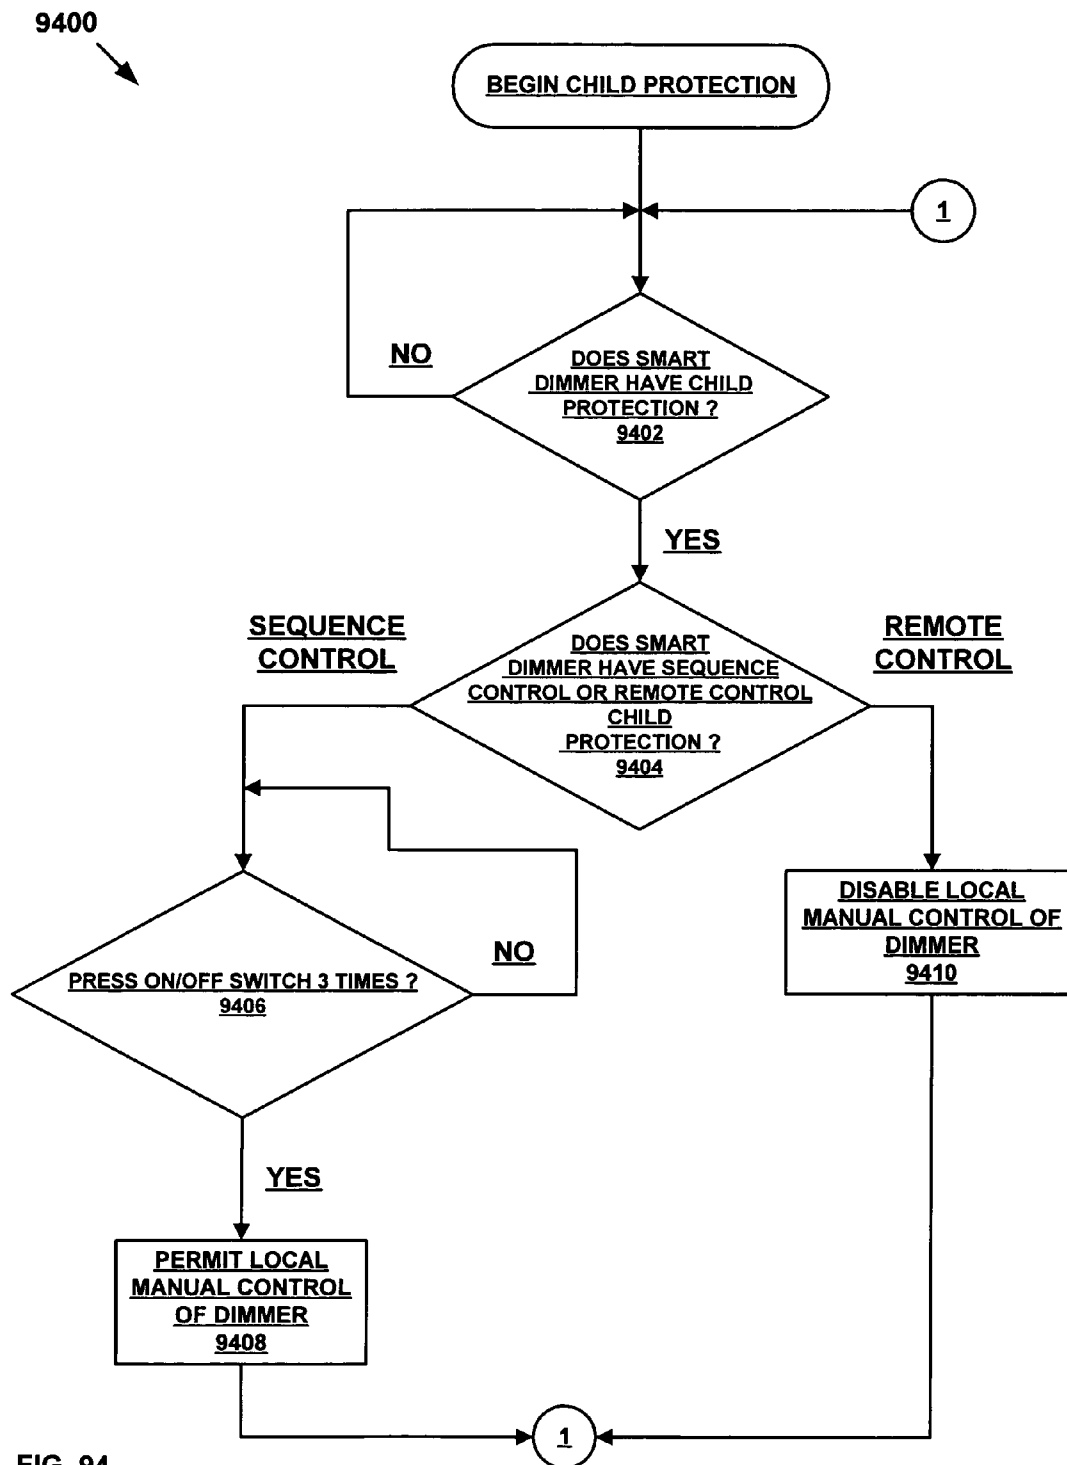 9400
BEGIN CHILD PROTECTION
1
NO
DOES SMART
DIMMER HAVE CHILD
PROTECTION ?
9402
YES
SEQUENCE
CONTROL
REMOTE
CONTROL
DOES SMART
DIMMER HAVE SEQUENCE
CONTROL OR REMOTE CONTROL
CHILD
PROTECTION ?
9404
DISABLE LOCAL
MANUAL CONTROL OF
DIMMER
9410
NO
PRESS ON/OFF SWITCH 3 TIMES ?
9406
YES
PERMIT LOCAL
MANUAL CONTROL
OF DIMMER
9408
1
FIG. 94